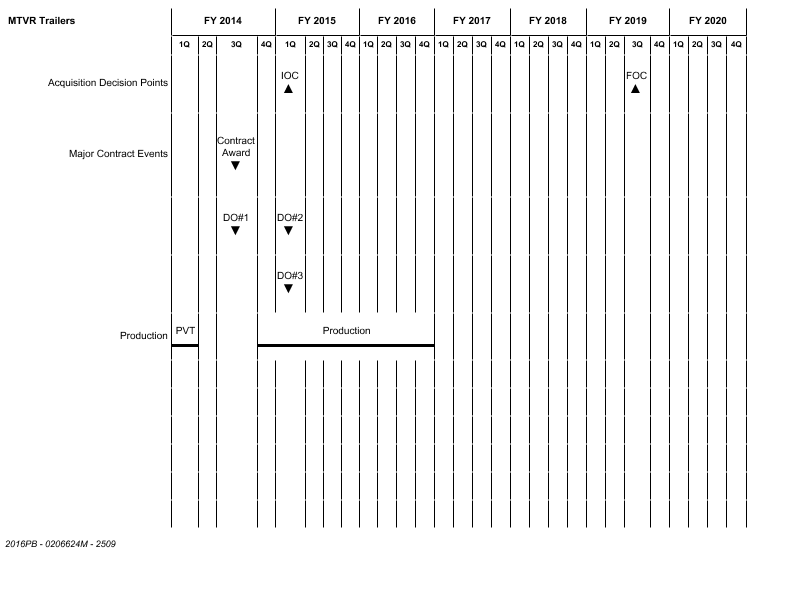 MTVR Trailers FY 2014 FY 2015 FY 2016 FY 2017 FY 2018 FY 2019 FY 2020
1Q 2Q 3Q 4Q 1Q 2Q 3Q 4Q 1Q 2Q 3Q 4Q 1Q 2Q 3Q 4Q 1Q 2Q 3Q 4Q 1Q 2Q 3Q 4Q 1Q 2Q 3Q 4Q
IOC FOC
Acquisition Decision Points
Contract
Award
Major Contract Events
DO#1 DO#2
DO#3
PVT Production
Production
2016PB - 0206624M - 2509